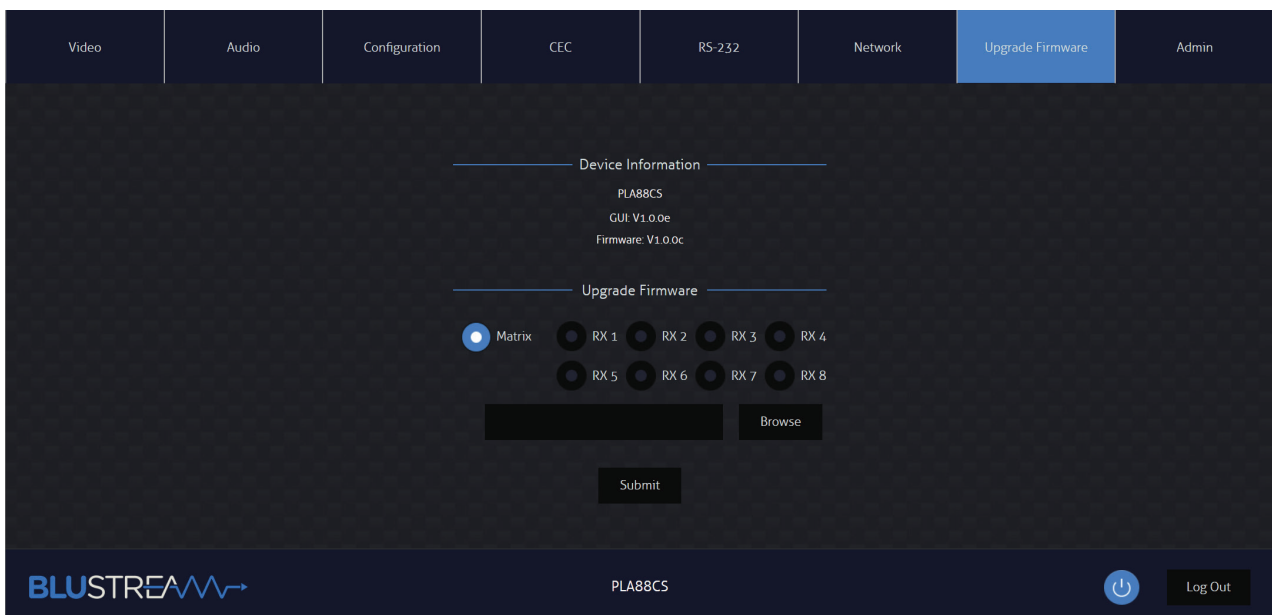 Video Audio Configuration CEC RS-232 Network Upgrade Firmware Admin
Device Information
PLA88CS
GUI: V1.0.0e
Firmware: V1.0.0c
Upgrade Firmware
Matrix RX 1 RX 2 RX 3 RX 4
RX 5 RX 6 RX 7 RX 8
Browse
Submit
BLUSTREAM PLA88CS Log Out